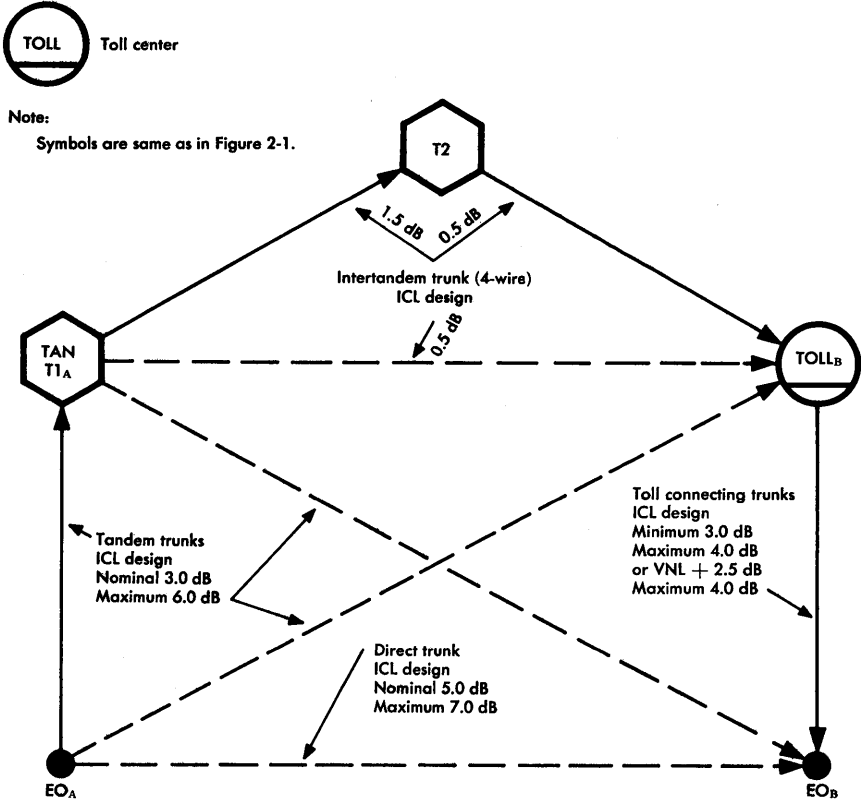 TOLL
Toll center
Note:
Symbols are same as in Figure 2-1.
T2
1.5 dB
0.5 dB
Intertandem trunk (4-wire)
ICL design
0.5 dB
TAN
T1A
TOLLB
Toll connecting trunks
ICL design
Minimum 3.0 dB
Maximum 4.0 dB
or VNL + 2.5 dB
Maximum 4.0 dB
Tandem trunks
ICL design
Nominal 3.0 dB
Maximum 6.0 dB
Direct trunk
ICL design
Nominal 5.0 dB
Maximum 7.0 dB
EOA
EOB